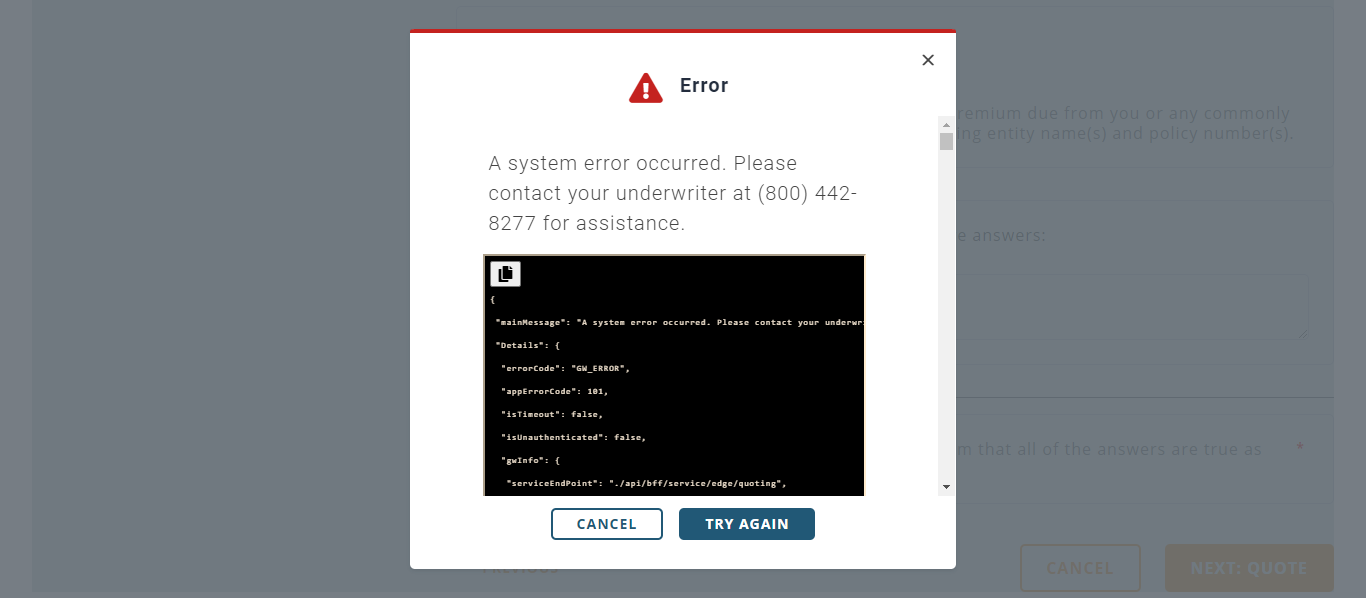 Error
A system error occurred. Please
contact your underwriter at (800) 442-
8277 for assistance.
{
"mainMessage": "A system error occurred. Please contact your underwri
"Details": {
"errorCode": "GW_ERROR",
"appErrorCode": 101,
"isTimeout": false,
"isUnauthenticated": false,
"gwInfo": {
"serviceEndPoint": "./api/bff/service/edge/quoting",
CANCEL
TRY AGAIN
remium due from you or any commonly
ing entity name(s) and policy number(s).
e answers:
m that all of the answers are true as *
PREVIOUS
CANCEL
NEXT: QUOTE